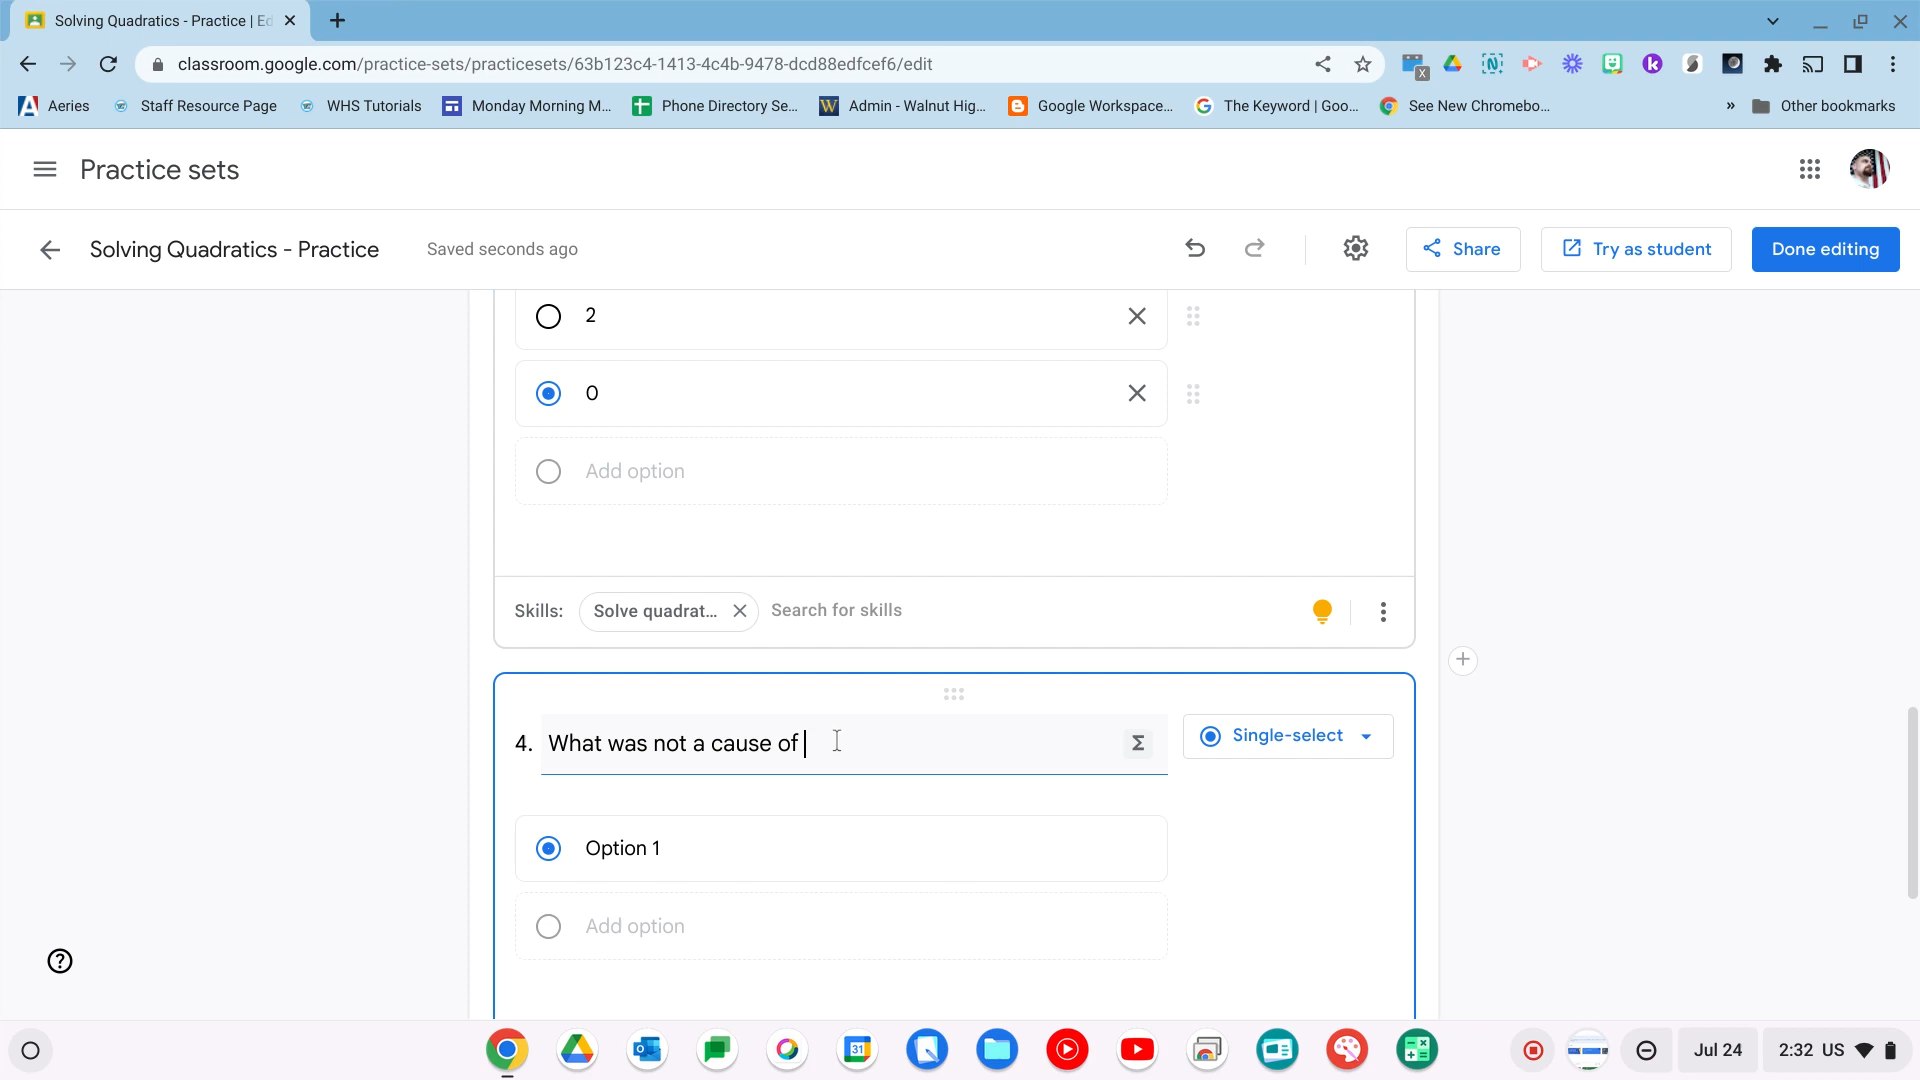 Solving Quadratics - Practice | Ed
classroom.google.com/practice-sets/practicesets/63b123c4-1413-4c4b-9478-dcd88edfcef6/edit
X
Aeries
Staff Resource Page
WHS Tutorials
Monday Morning M...
Phone Directory Se...
W
Admin - Walnut Hig...
Google Workspace...
The Keyword | Goo...
See New Chromebo...
»
Other bookmarks
Practice sets
Solving Quadratics - Practice
Saved seconds ago
Share
Try as student
Done editing
2
0
Add option
Skills:
Solve quadrat...
Search for skills
4. What was not a cause of
Σ
Single-select
Option 1
Add option
31
Jul 24
2:32 US